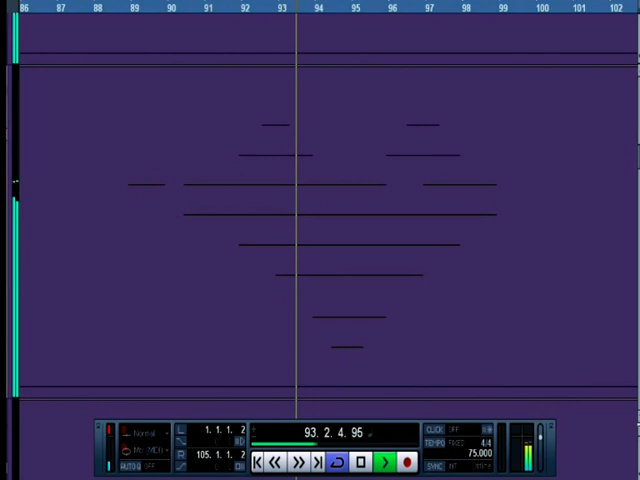 86 87 88 89 90 91 92 93 94 95 96 97 98 99 100 101 102
L 1. 1. 1. 2
93. 2. 4. 95
CLICK OFF
Normal
TEMPO FIXED 4/4
75.000
R 105. 1. 1. 2
AUTO Q OFF
SYNC INT